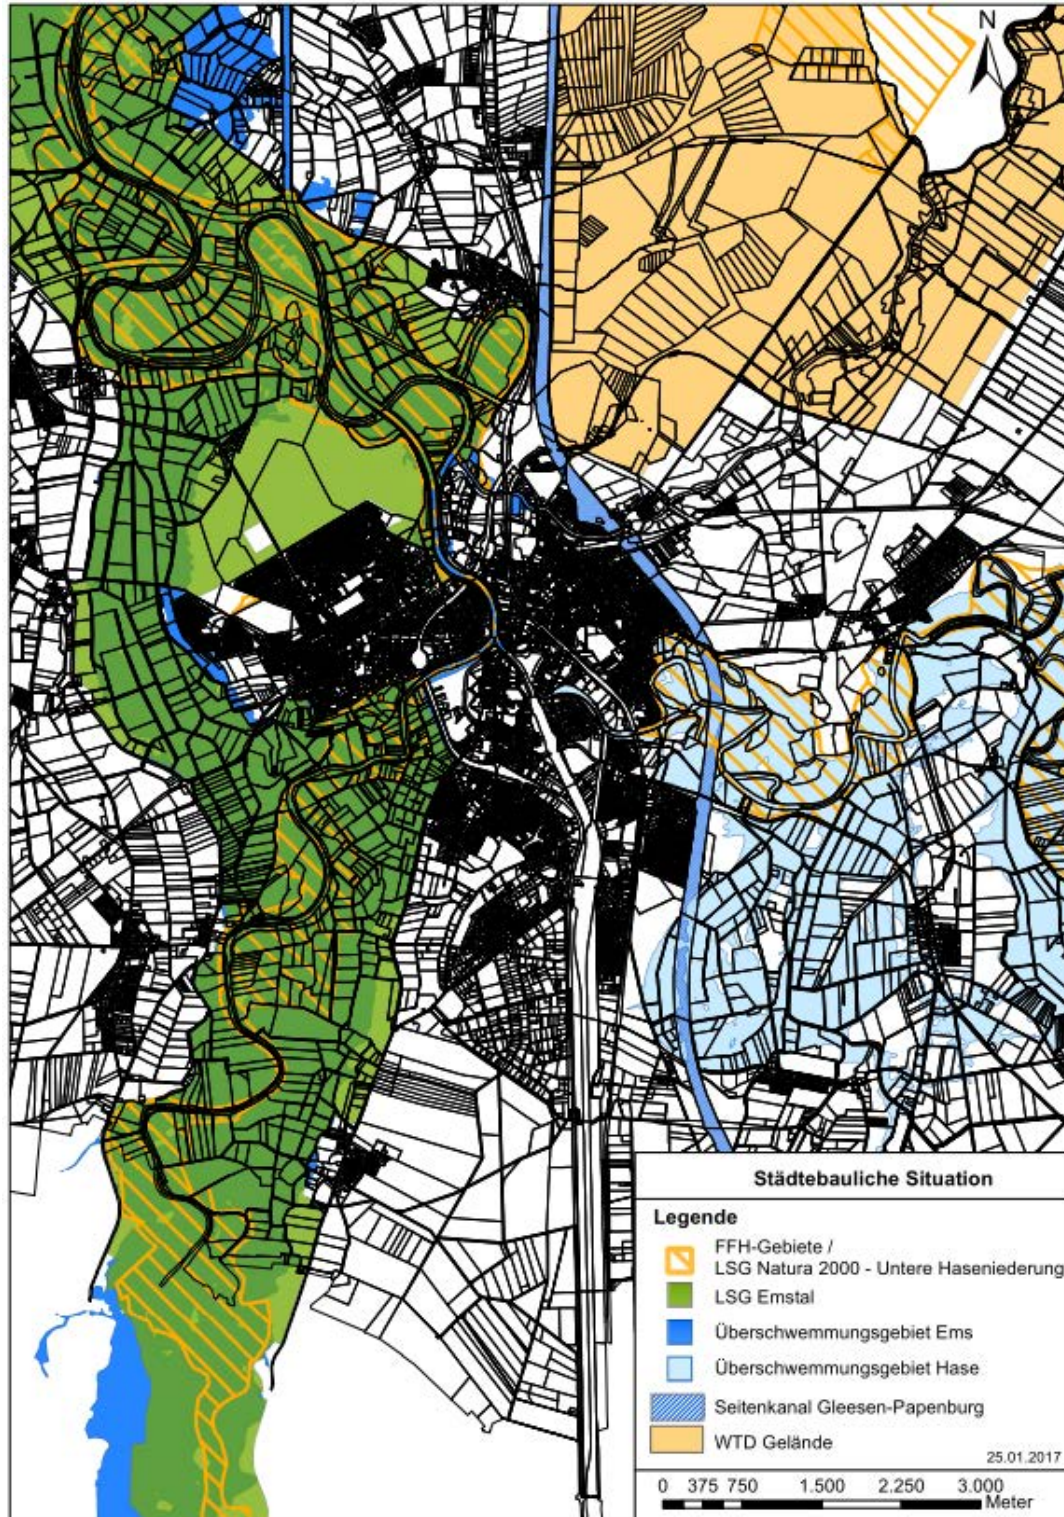 N
Städtebauliche Situation
Legende
FFH-Gebiete /
LSG Natura 2000 - Untere Haseniederung
LSG Emstal
Überschwemmungsgebiet Ems
Überschwemmungsgebiet Hase
Seitenkanal Gleesen-Papenburg
WTD Gelände
25.01.2017
0 375 750 1.500 2.250 3.000
Meter